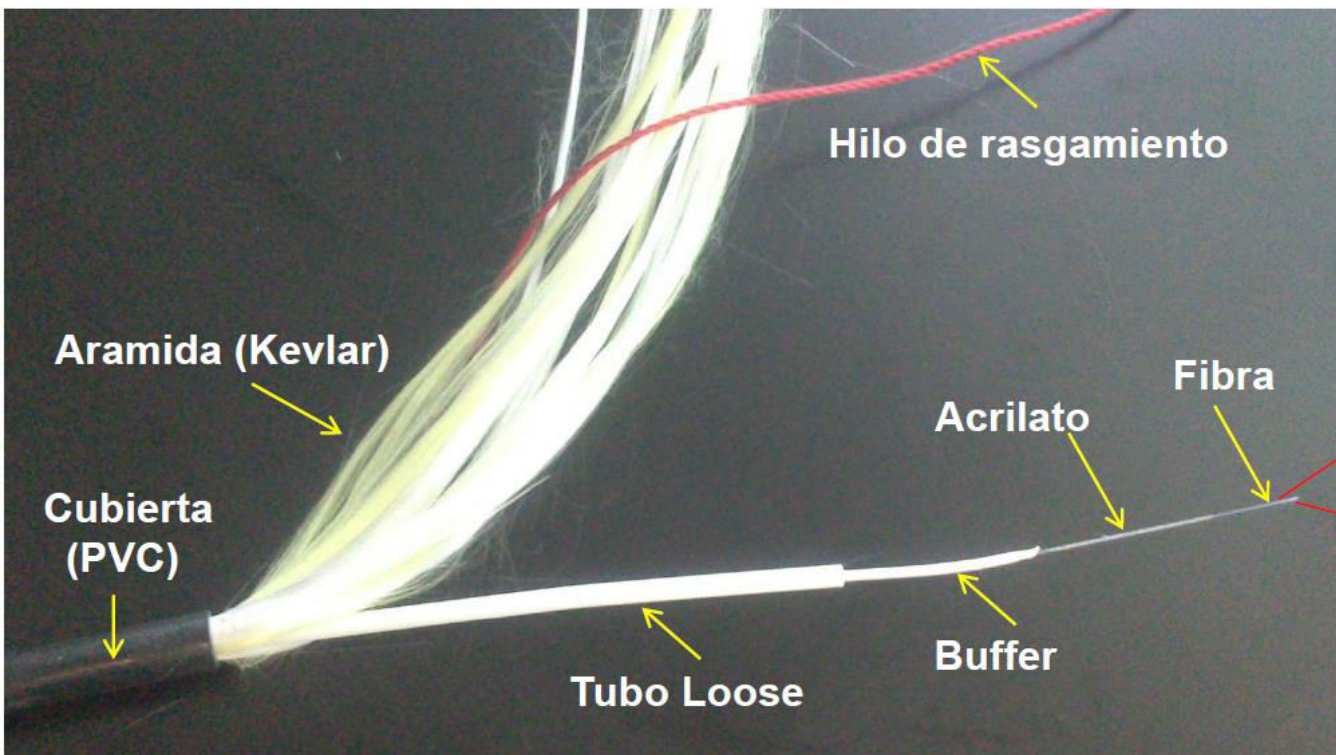 Hilo de rasgamiento
Aramida (Kevlar)
Fibra
Acrilato
Cubierta
(PVC)
Buffer
Tubo Loose